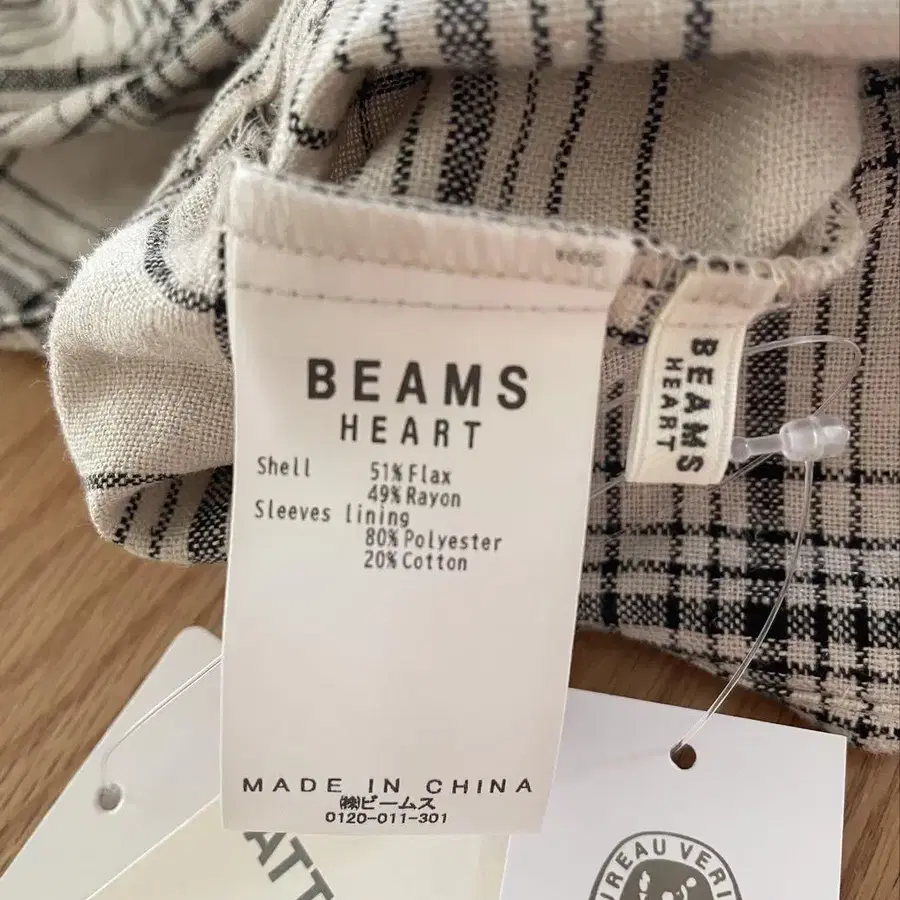 BEAMS
HEART
Shell 51% Flax
49% Rayon
Sleeves lining
80% Polyester
20% Cotton
MADE IN CHINA
㈱ビームス
0120-011-301
BEAMS
HEART